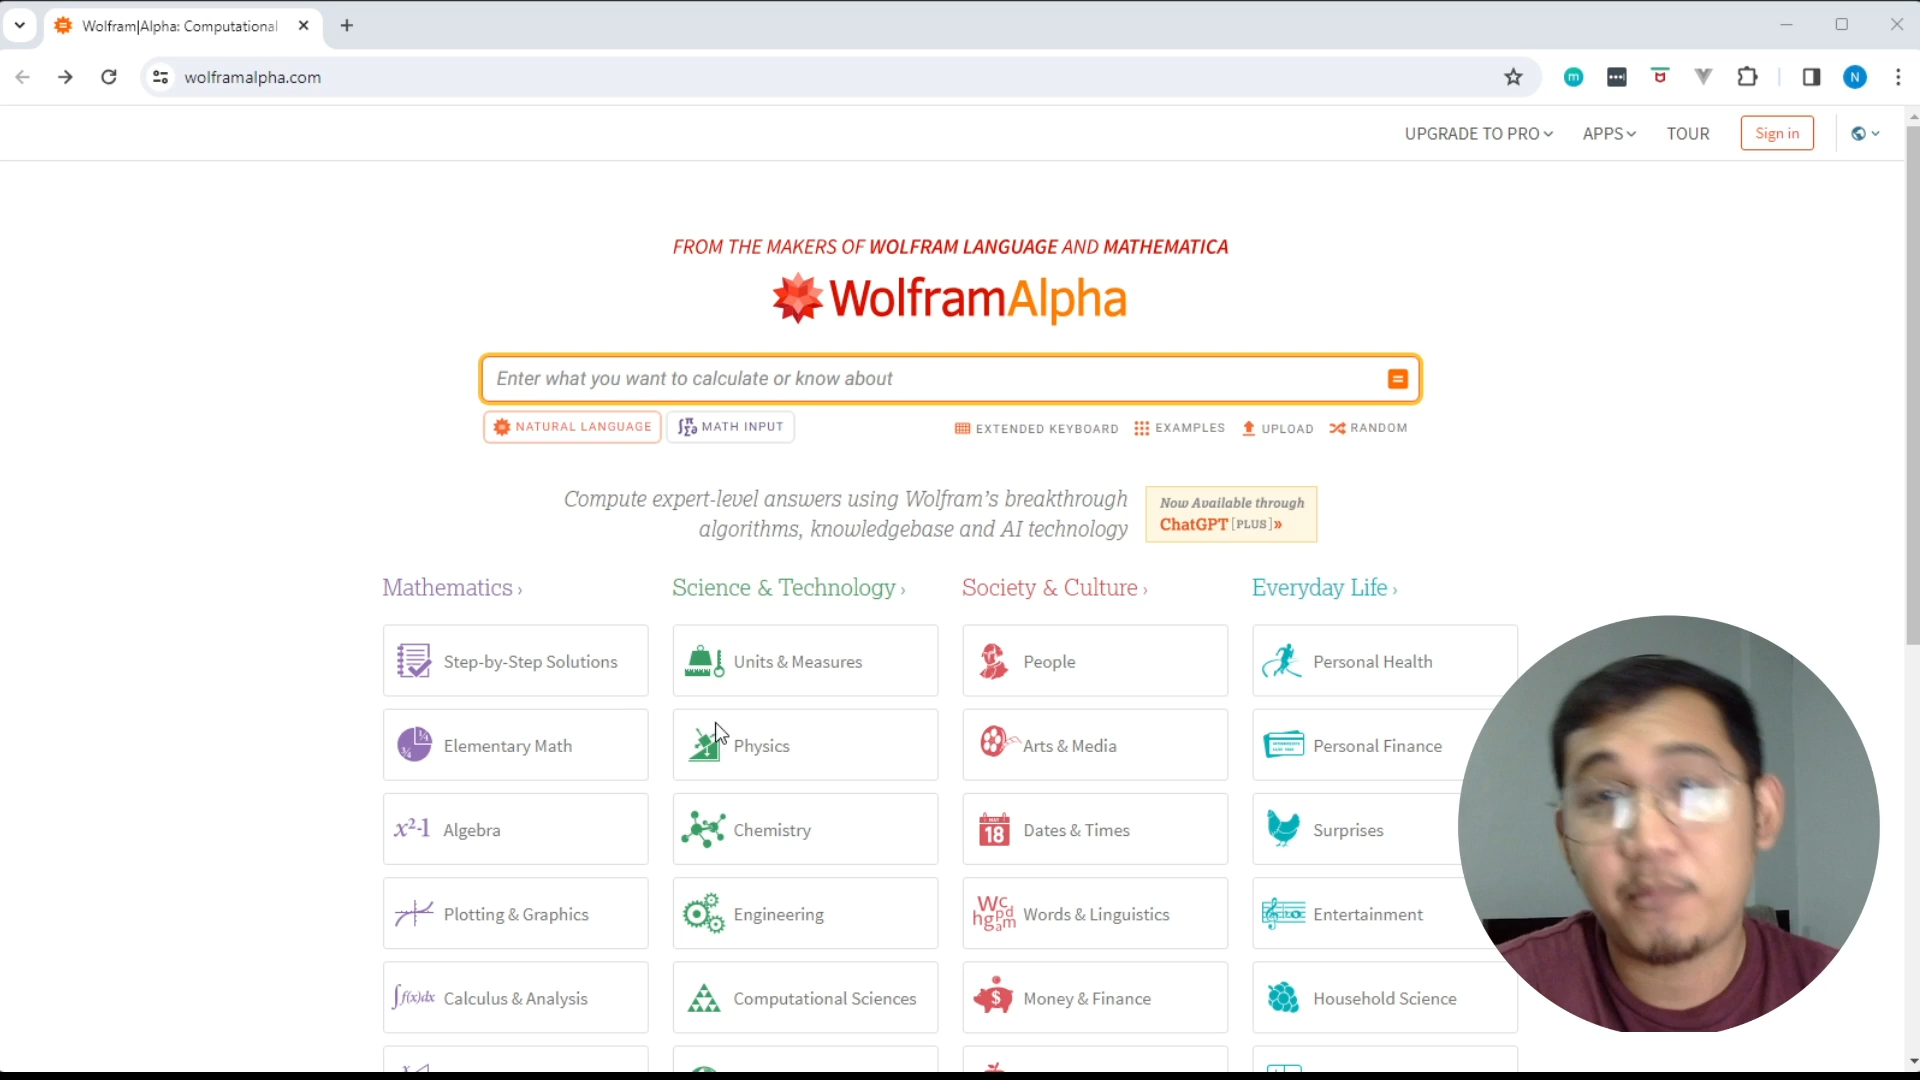 Wolfram|Alpha: Computational
wolframalpha.com
N
UPGRADE TO PRO
APPS
TOUR
Sign in
FROM THE MAKERS OF WOLFRAM LANGUAGE AND MATHEMATICA
WolframAlpha
Enter what you want to calculate or know about
NATURAL LANGUAGE
MATH INPUT
EXTENDED KEYBOARD
EXAMPLES
UPLOAD
RANDOM
Compute expert-level answers using Wolfram's breakthrough
algorithms, knowledgebase and AI technology
Now Available through
ChatGPT [PLUS]»
Mathematics ›
Science & Technology ›
Society & Culture ›
Everyday Life ›
Step-by-Step Solutions
Units & Measures
People
Personal Health
Elementary Math
Physics
Arts & Media
Personal Finance
x²-1 Algebra
Chemistry
18 Dates & Times
Surprises
Plotting & Graphics
Engineering
Words & Linguistics
Entertainment
∫f(x)dx Calculus & Analysis
Computational Sciences
$ Money & Finance
Household Science